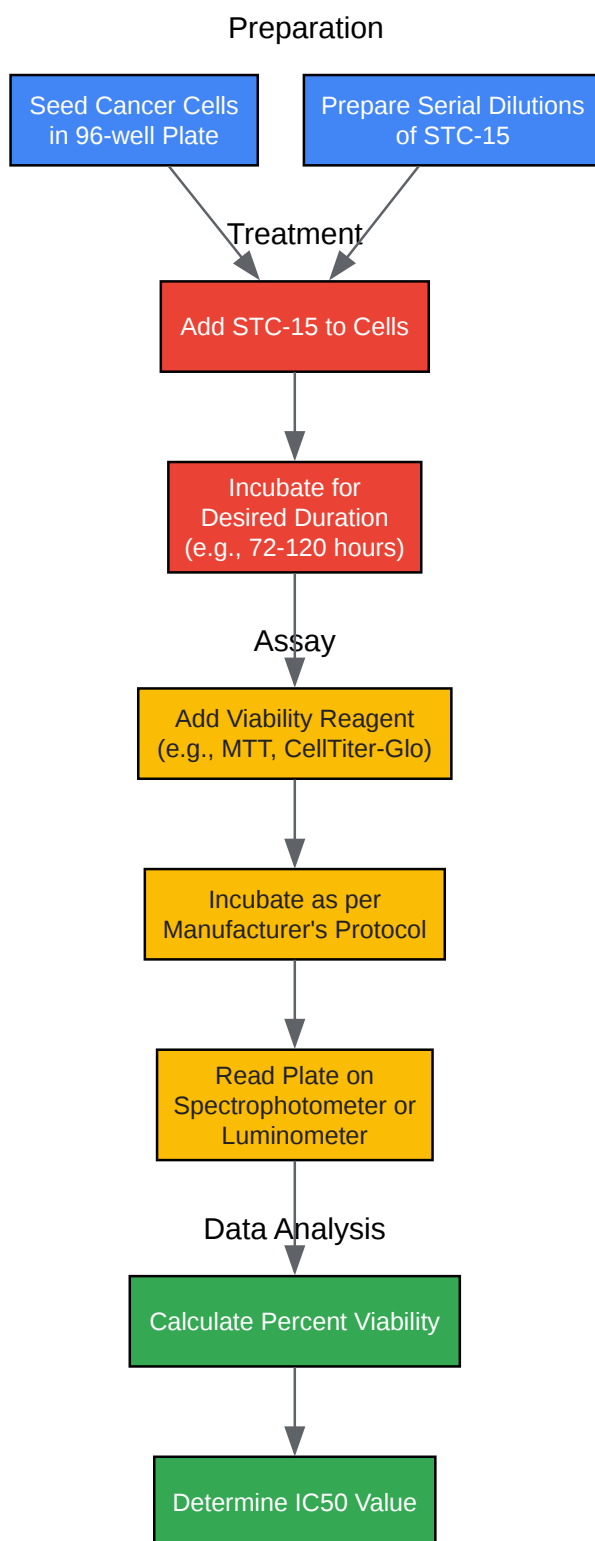 Preparation
Seed Cancer Cells
in 96-well Plate
Prepare Serial Dilutions
of STC-15
Treatment
Add STC-15 to Cells
Incubate for
Desired Duration
(e.g., 72-120 hours)
Assay
Add Viability Reagent
(e.g., MTT, CellTiter-Glo)
Incubate as per
Manufacturer's Protocol
Read Plate on
Spectrophotometer or
Luminometer
Data Analysis
Calculate Percent Viability
Determine IC50 Value